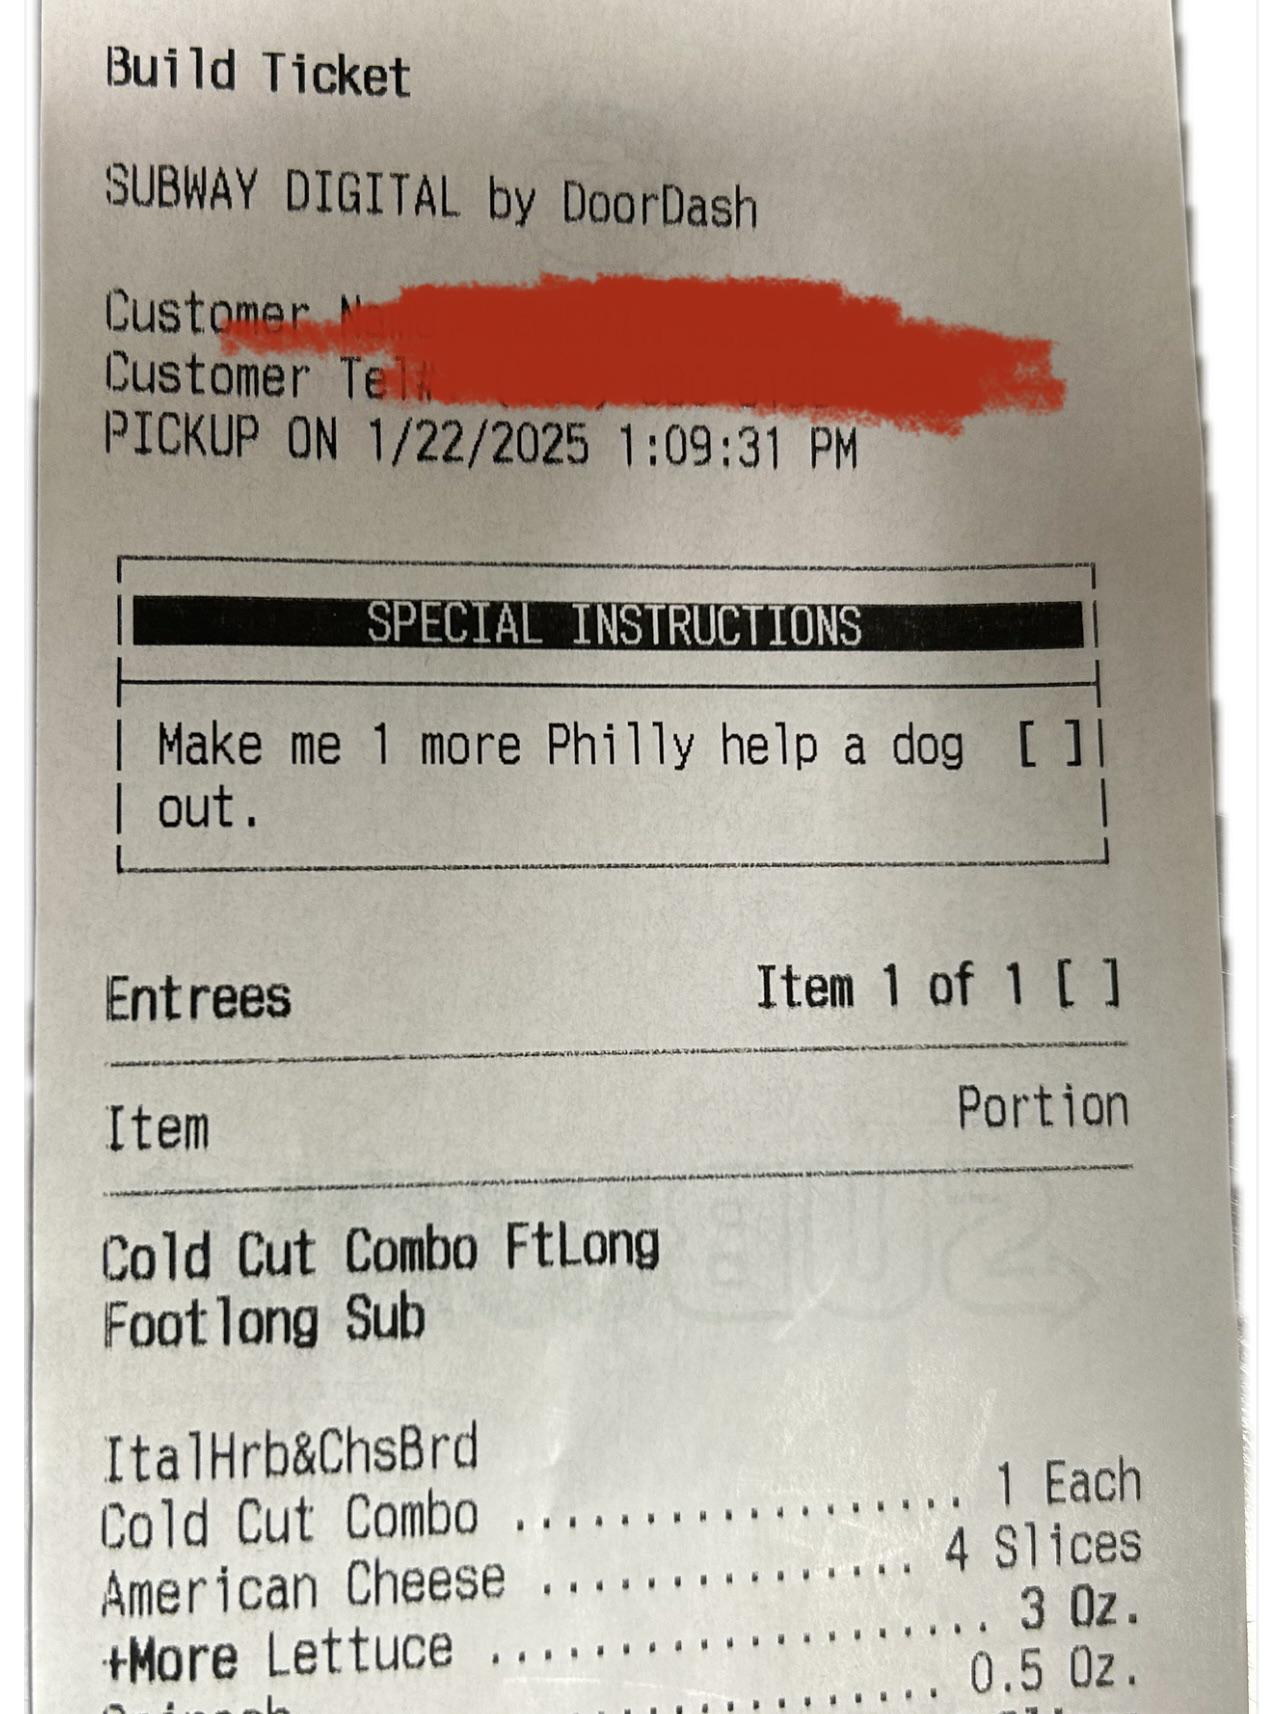 Build Ticket
SUBWAY DIGITAL by DoorDash
Customer
Customer Tel#
PICKUP ON 1/22/2025 1:09:31 PM
SPECIAL INSTRUCTIONS
Make me 1 more Philly help a dog [ ]
out.
Entrees Item 1 of 1 [ ]
Item Portion
Cold Cut Combo FtLong
Footlong Sub
ItalHrb&ChsBrd
Cold Cut Combo .................. 1 Each
American Cheese ............... 4 Slices
+More Lettuce .................... 3 Oz.
Spinach ............... 0.5 Oz.